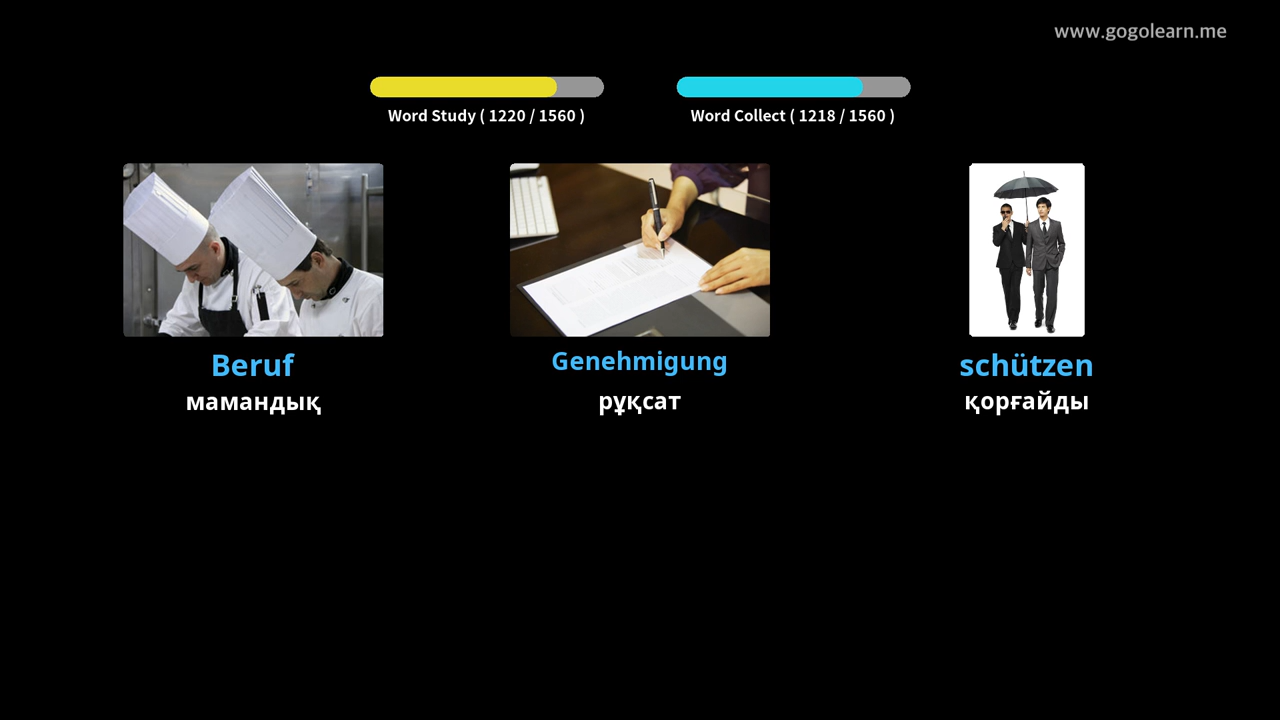 www.gogolearn.me
Word Study ( 1220 / 1560 )
Word Collect ( 1218 / 1560 )
Beruf
Genehmigung
schützen
мамандық
рұқсат
қорғайды